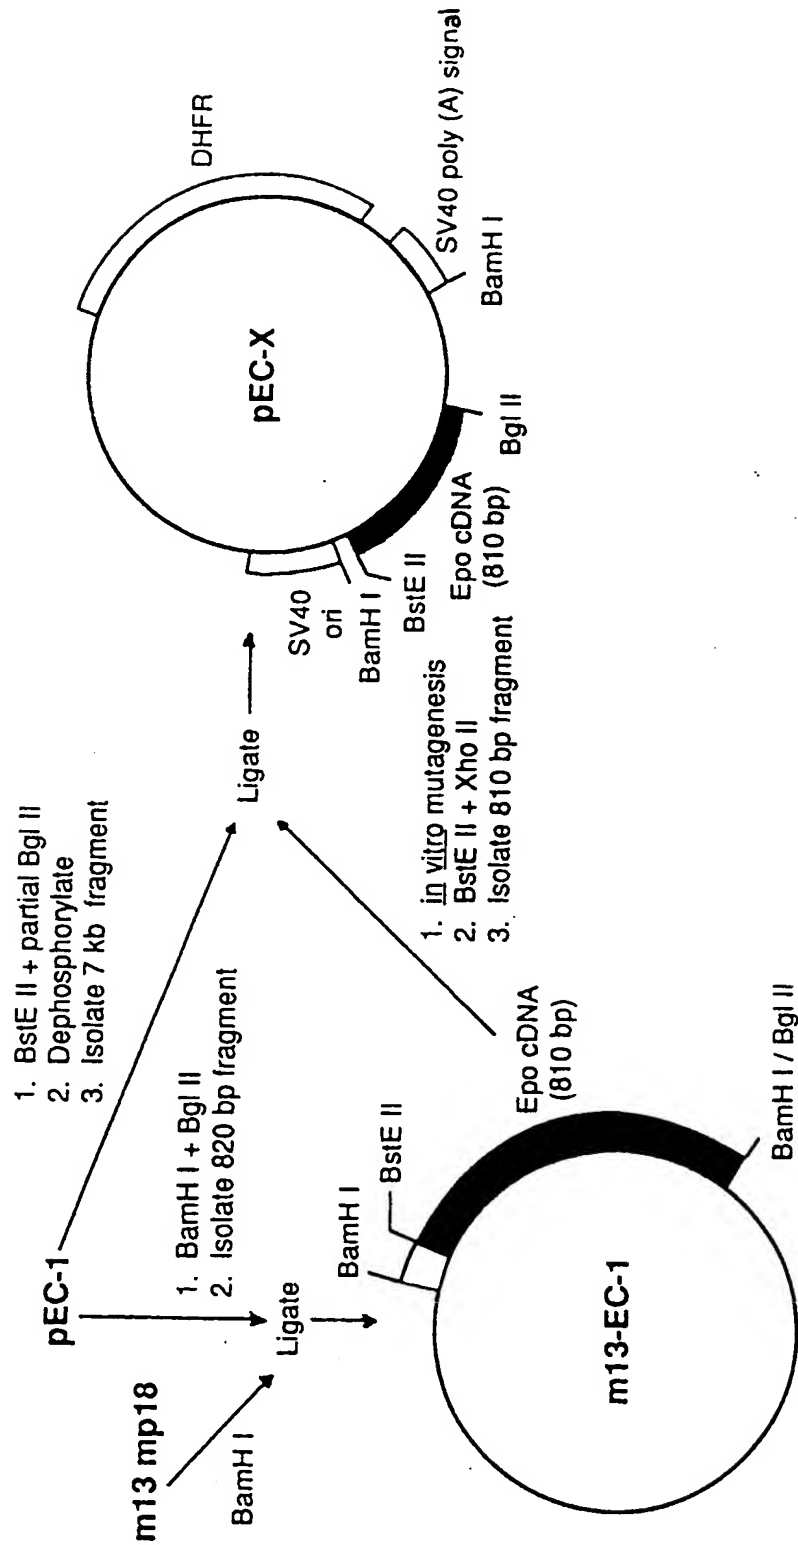 m13 mp18
BamH I
pEC-1
1. BstE II + partial Bgl II
2. Dephosphorylate
3. Isolate 7 kb fragment
1. BamH I + Bgl II
2. Isolate 820 bp fragment
Ligate
Ligate
BamH I
BstE II
Epo cDNA
(810 bp)
BamH I / Bgl II
m13-EC-1
1. in vitro mutagenesis
2. BstE II + Xho II
3. Isolate 810 bp fragment
pEC-X
DHFR
SV40 poly (A) signal
BamH I
Bgl II
Epo cDNA
(810 bp)
BstE II
BamH I
SV40
ori